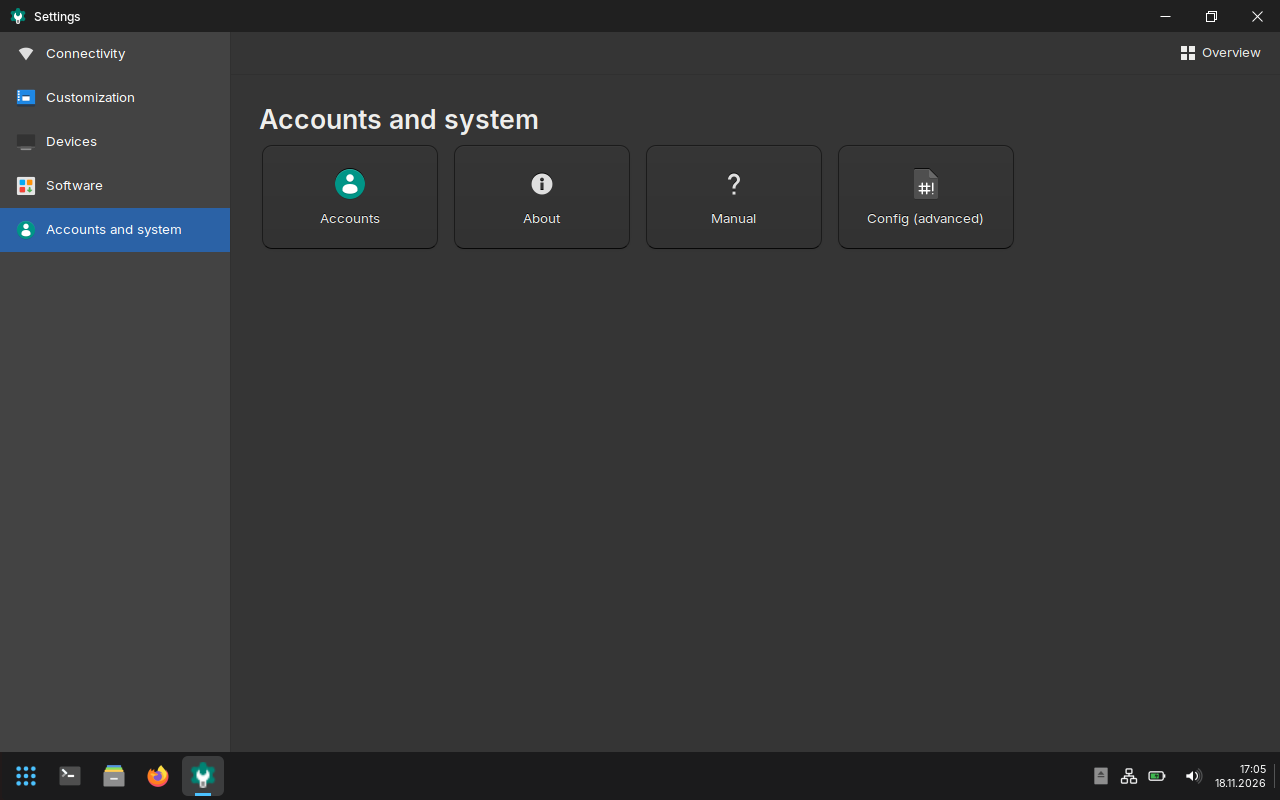 Settings
Connectivity
Customization
Devices
Software
Accounts and system
Overview
Accounts and system
Accounts
About
Manual
Config (advanced)
17:05
18.11.2026